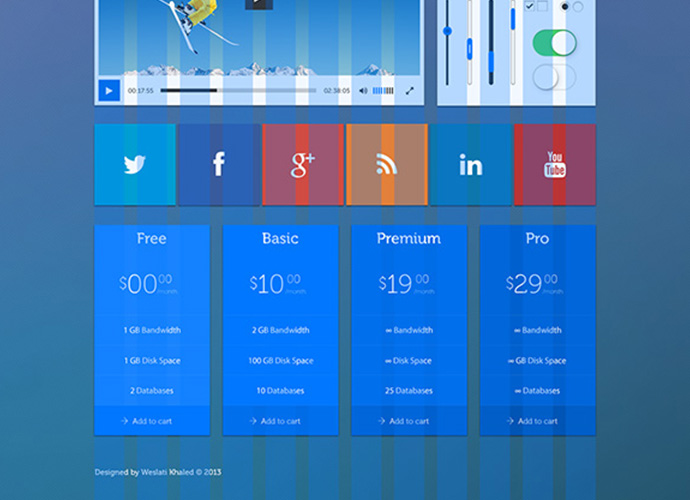 00:17:55 02:38:05
f g+ in You
Tube
Free Basic Premium Pro
$00 00 /month $10 00 /month $19 00 /month $29 00 /month
1 GB Bandwidth 2 GB Bandwidth ∞ Bandwidth ∞ Bandwidth
1 GB Disk Space 100 GB Disk Space ∞ Disk Space ∞ GB Disk Space
2 Databases 10 Databases 25 Databases ∞ Databases
Add to cart Add to cart Add to cart Add to cart
Designed by Weslati Khaled © 2013